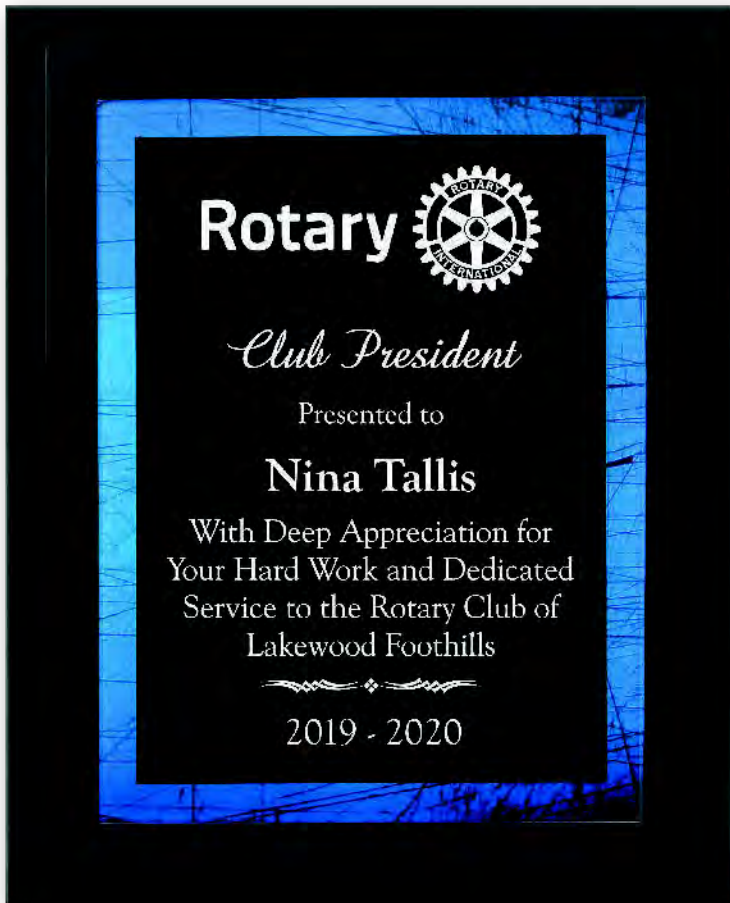 Rotary
ROTARY
INTERNATIONAL
Club President
Presented to
Nina Tallis
With Deep Appreciation for
Your Hard Work and Dedicated
Service to the Rotary Club of
Lakewood Foothills
2019 - 2020